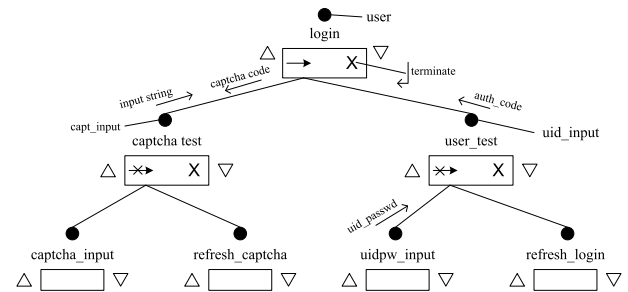 user
login
X
terminate
captcha code
input string
auth_code
capt_input
uid_input
captcha test
user_test
X
X
uid_passwd
captcha_input
refresh_captcha
uidpw_input
refresh_login